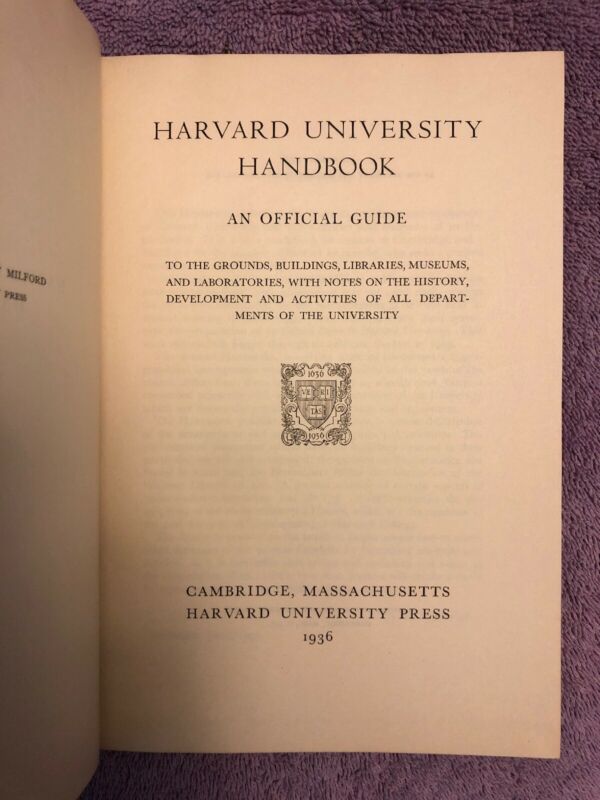 MILFORD
PRESS
HARVARD UNIVERSITY
HANDBOOK
AN OFFICIAL GUIDE
TO THE GROUNDS, BUILDINGS, LIBRARIES, MUSEUMS,
AND LABORATORIES, WITH NOTES ON THE HISTORY,
DEVELOPMENT AND ACTIVITIES OF ALL DEPART-
MENTS OF THE UNIVERSITY
1636
VE RI
TAS
1936
CAMBRIDGE, MASSACHUSETTS
HARVARD UNIVERSITY PRESS
1936